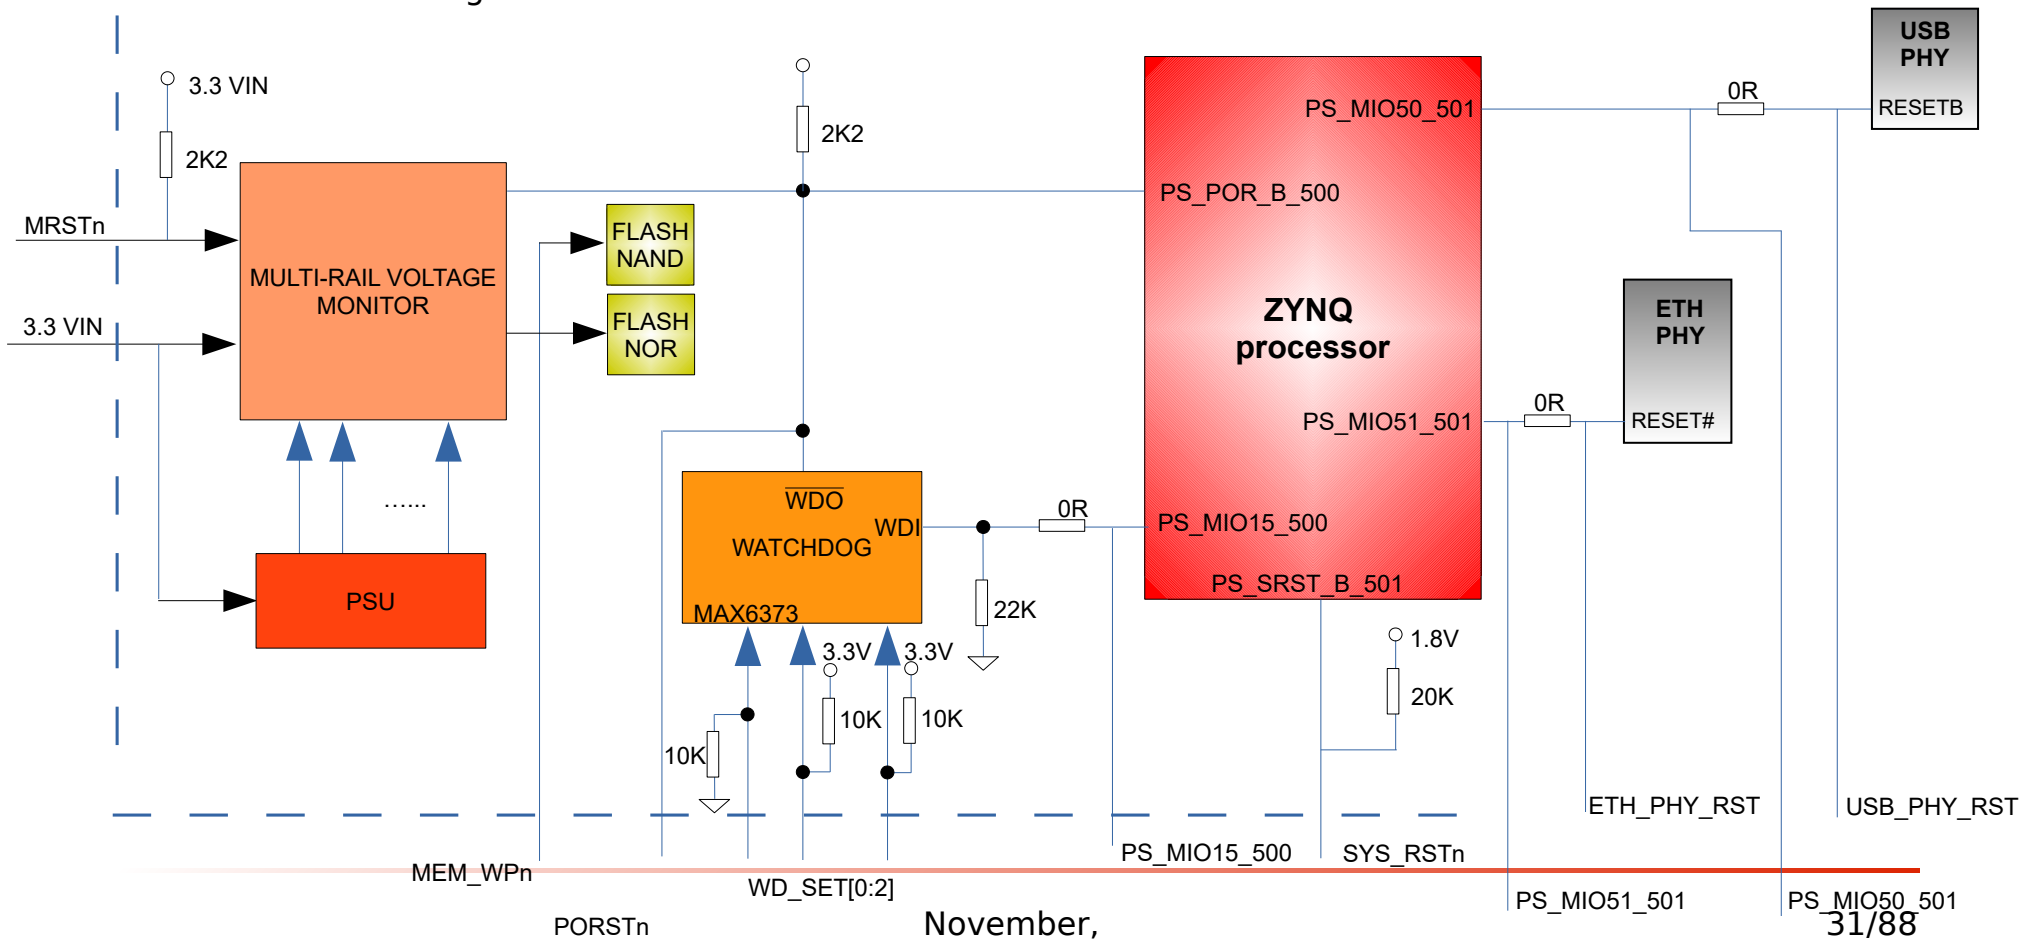 USB
PHY
RESETB
0R
3.3 VIN
2K2
2K2
PS_MIO50_501
PS_POR_B_500
MRSTn
FLASH
NAND
MULTI-RAIL VOLTAGE
MONITOR
3.3 VIN
FLASH
NOR
ZYNQ
processor
ETH
PHY
RESET#
0R
PS_MIO51_501
…...
WDO
WDI
WATCHDOG
MAX6373
0R
PS_MIO15_500
PS_SRST_B_501
PSU
22K
3.3V
3.3V
1.8V
20K
10K
10K
10K
ETH_PHY_RST
USB_PHY_RST
PS_MIO15_500
SYS_RSTn
MEM_WPn
WD_SET[0:2]
PS_MIO51_501
PS_MIO50_501
PORSTn
November,
31/88